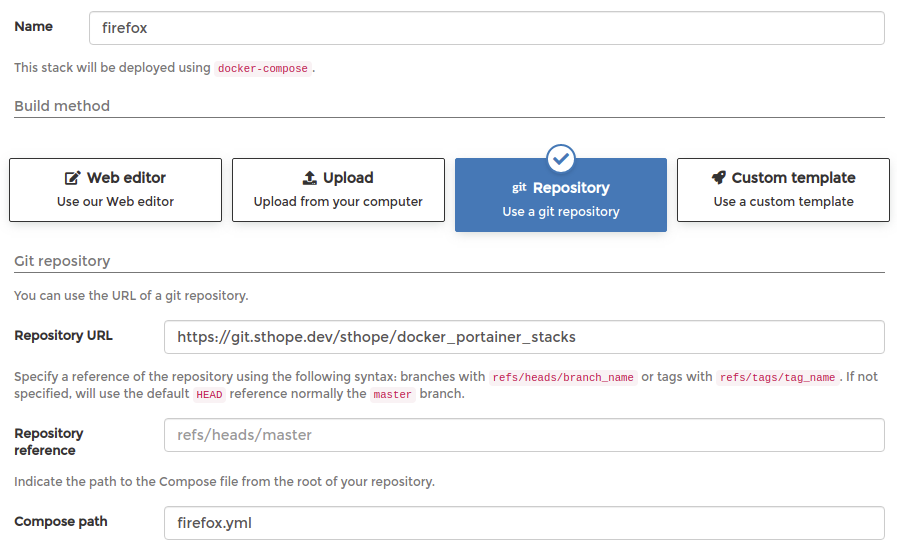 Name firefox
This stack will be deployed using docker-compose.
Build method
Web editor
Use our Web editor
Upload
Upload from your computer
git Repository
Use a git repository
Custom template
Use a custom template
Git repository
You can use the URL of a git repository.
Repository URL https://git.sthope.dev/sthope/docker_portainer_stacks
Specify a reference of the repository using the following syntax: branches with refs/heads/branch_name or tags with refs/tags/tag_name. If not
specified, will use the default HEAD reference normally the master branch.
Repository
reference
refs/heads/master
Indicate the path to the Compose file from the root of your repository.
Compose path firefox.yml